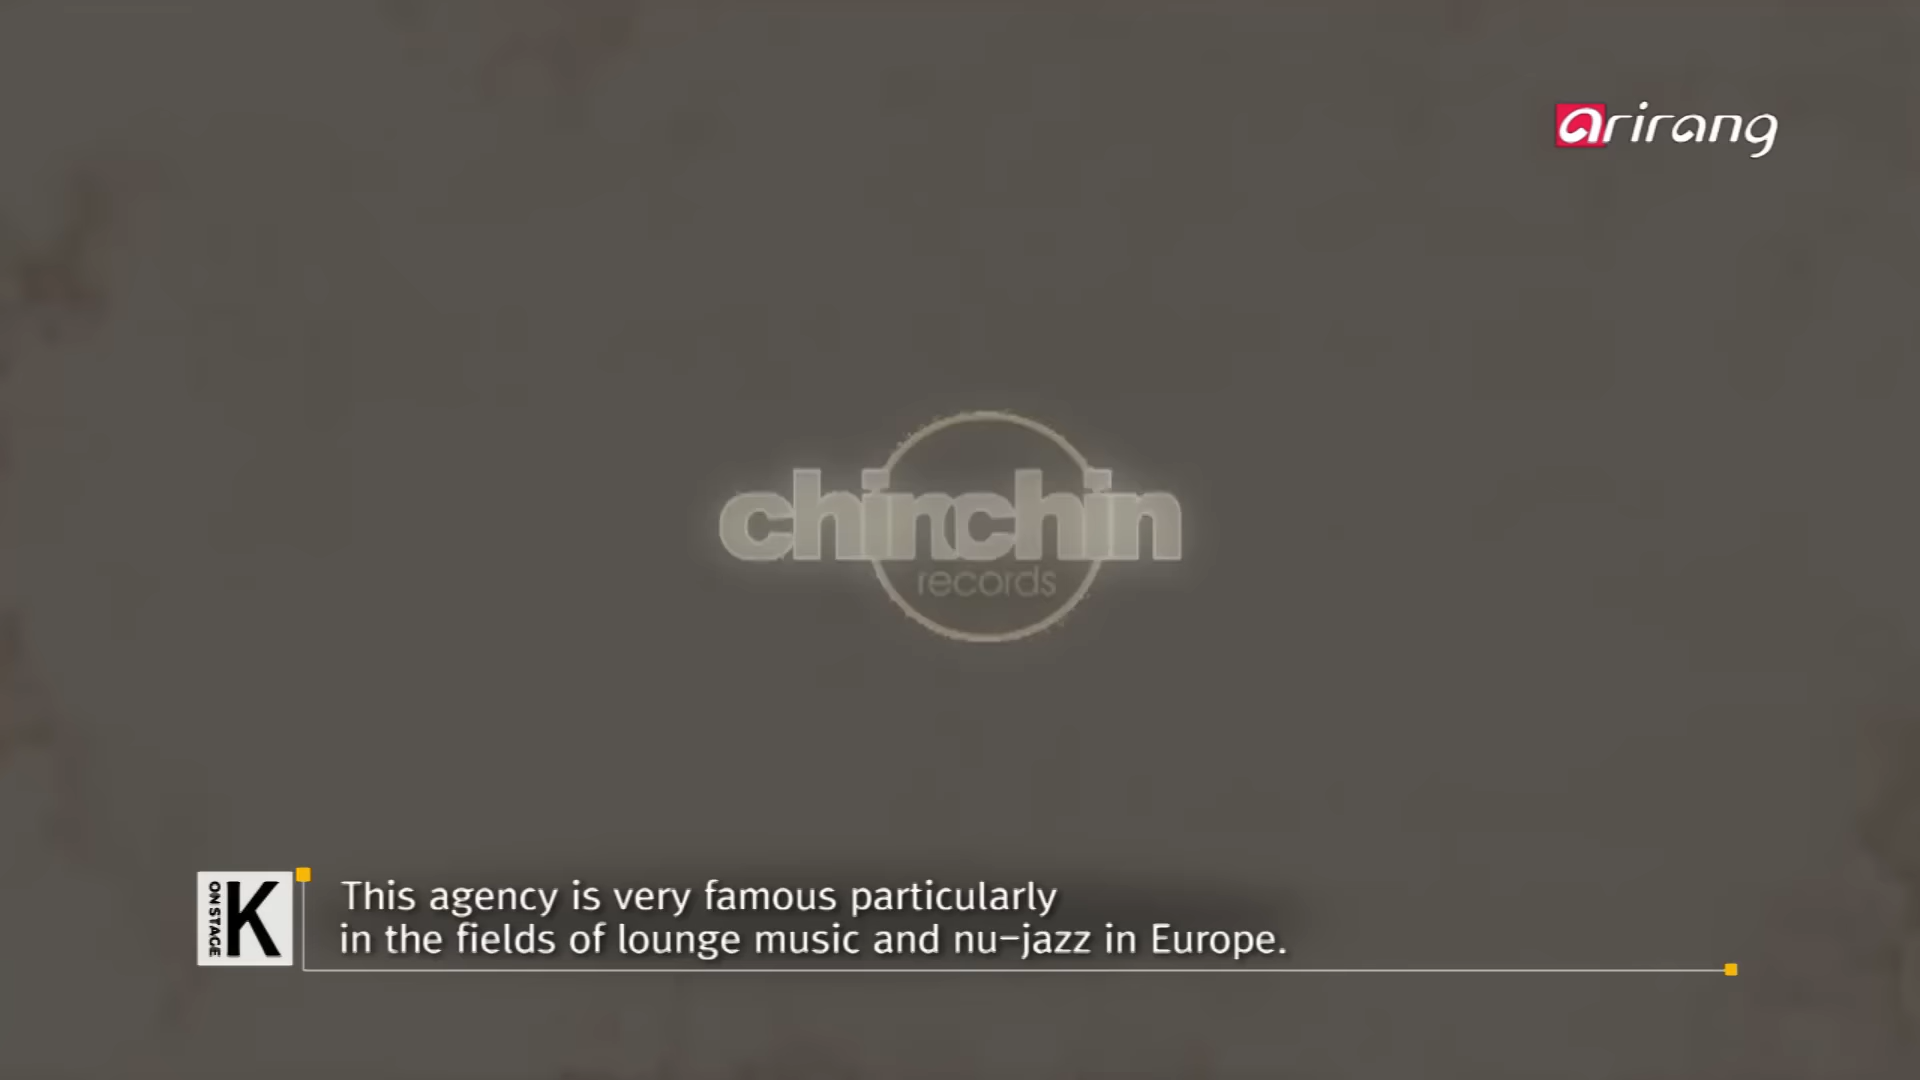 arirang
chinchin
records
ON STAGE K
This agency is very famous particularly
in the fields of lounge music and nu-jazz in Europe.